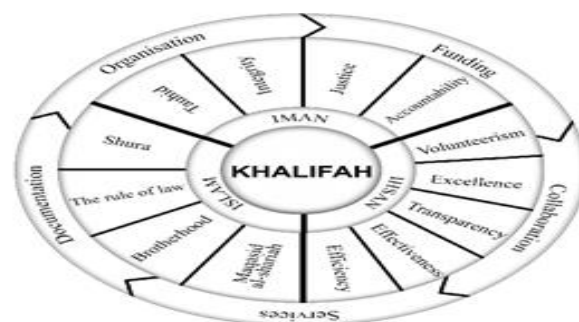 Organisation
Funding
Collaboration
Services
Documentation
Tauhid
Integrity
Justice
Accountability
Volunteerism
Excellence
Transparency
Effectiveness
Efficiency
Maqasid
al-shariah
Brotherhood
The rule of law
Shura
IMAN
IHSAN
ISLAM
KHALIFAH